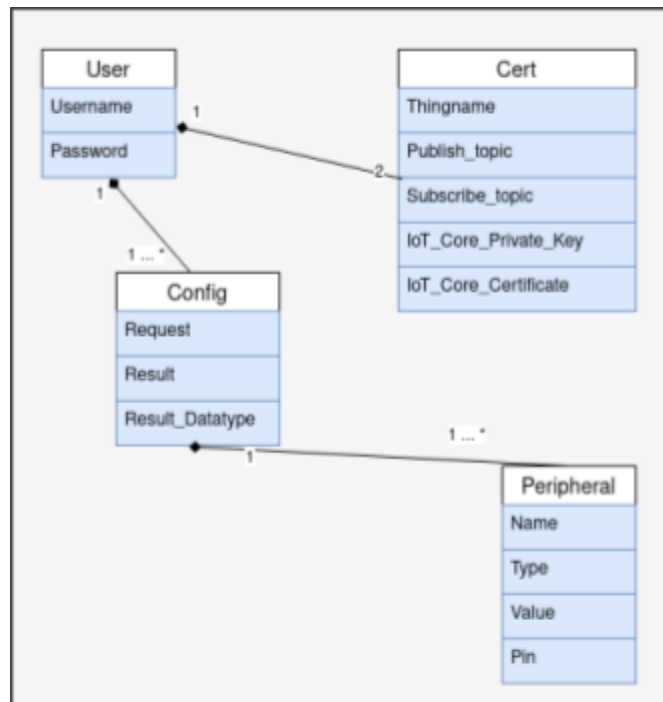 User
Username
Password
1
1
Cert
Thingname
Publish_topic
2
Subscribe_topic
IoT_Core_Private_Key
IoT_Core_Certificate
1 ... *
Config
Request
Result
Result_Datatype
1
1 ... *
Peripheral
Name
Type
Value
Pin